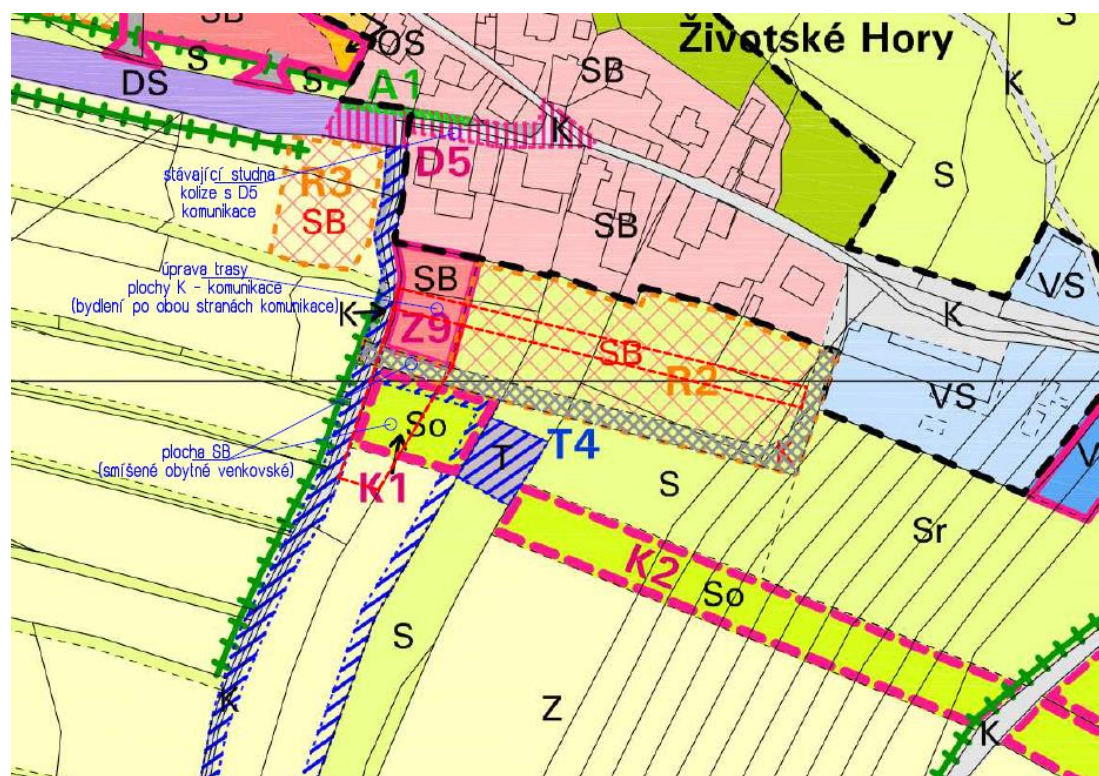 SB
S
Životské Hory
OS
S
S
SB
DS
A1
K
K
D5
stávající studna
kolize s D5
komunikace
R3
SB
S
SB
úprava trasy
plochy K - komunikace
(bydlení po obou stranách komunikace)
SB
VS
K
Z9
K
SB
R2
VS
So
T4
K
V
plocha SB
(smíšené obytné venkovské)
T
K1
S
Sr
K2
So
S
K
Z
K